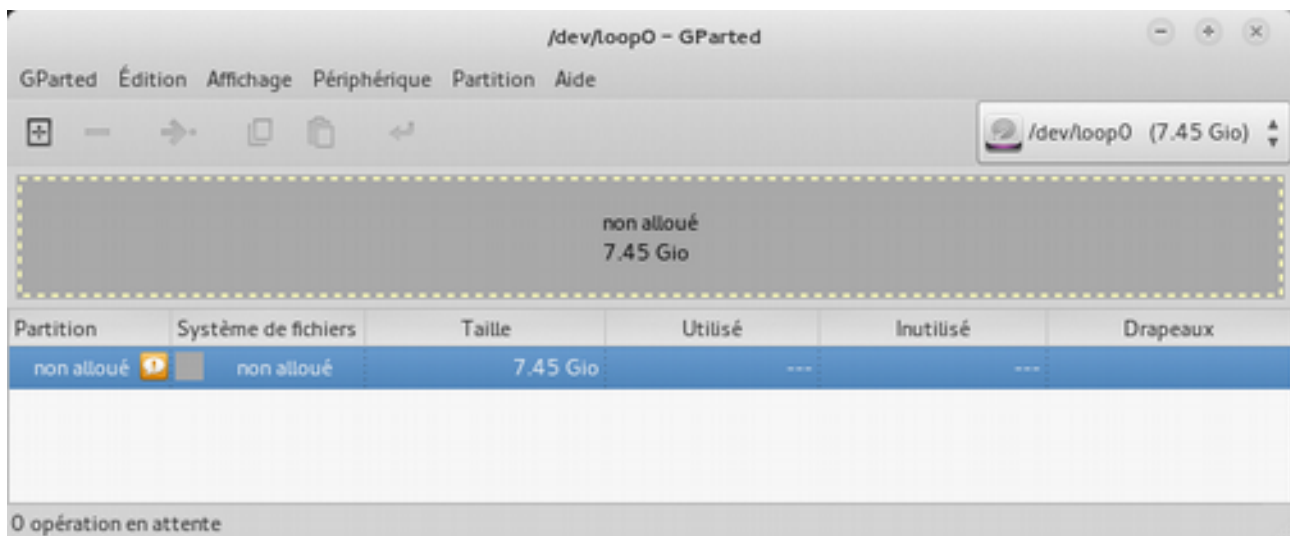 /dev/loop0 - GParted
GParted Édition Affichage Périphérique Partition Aide
/dev/loop0 (7.45 Gio)
non alloué
7.45 Gio
Partition Système de fichiers Taille Utilisé Inutilisé Drapeaux
non alloué non alloué 7.45 Gio --- ---
0 opération en attente